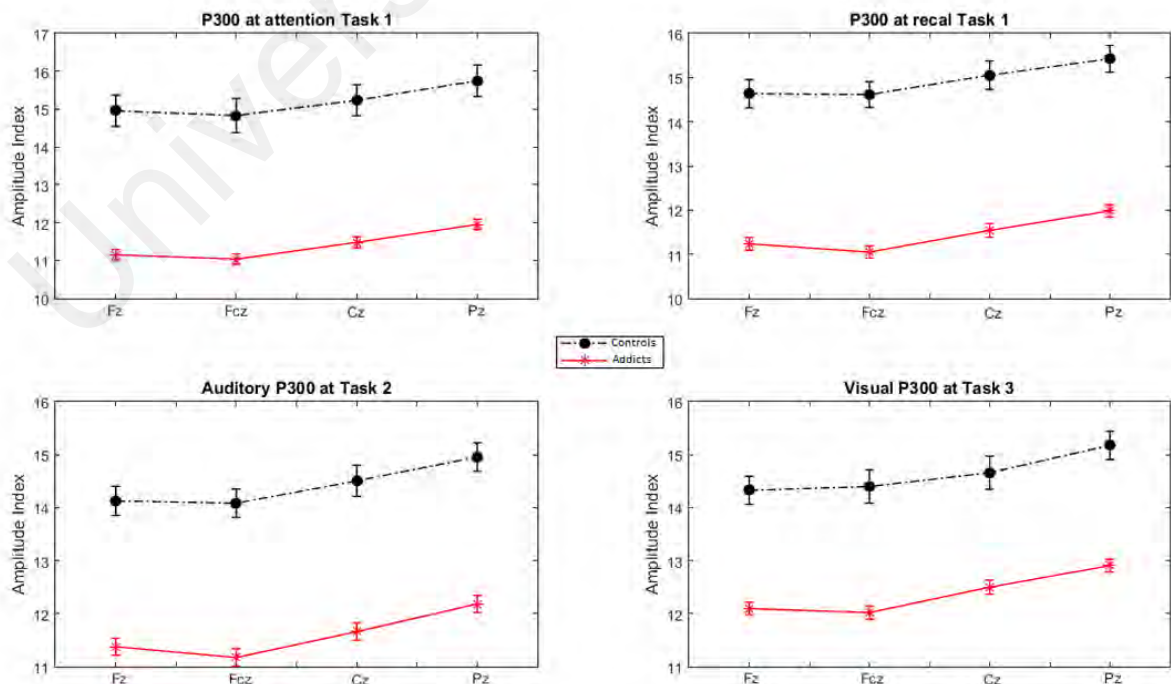 Univers
P300 at attention Task 1
17
16
15
14
13
12
11
10
Amplitude Index
Fz
Fcz
Cz
Pz
P300 at recal Task 1
16
15
14
13
12
11
10
Amplitude Index
Fz
Fcz
Cz
Pz
Controls
Addicts
Auditory P300 at Task 2
16
15
14
13
12
11
Amplitude Index
Fz
Fcz
Cz
Pz
Visual P300 at Task 3
16
15
14
13
12
11
Amplitude Index
Fz
Fcz
Cz
Pz